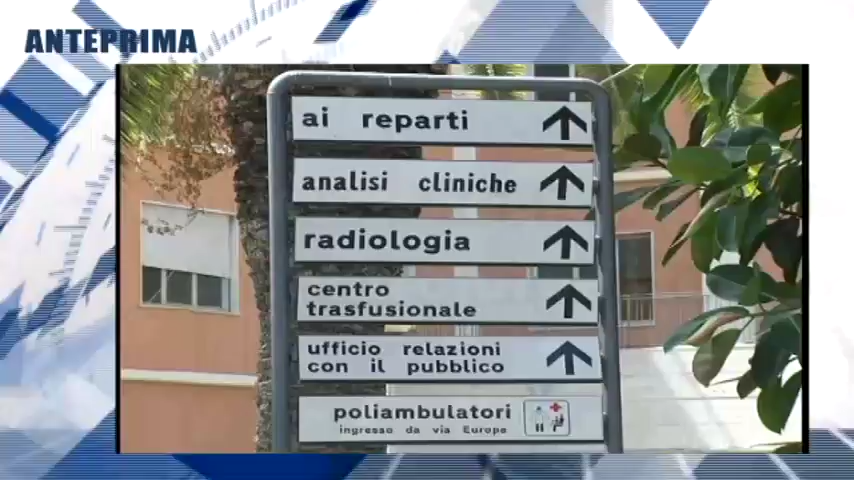 ANTEPRIMA
ai reparti
analisi cliniche
radiologia
centro
trasfusionale
ufficio relazioni
con il pubblico
poliambulatori
ingresso da via Europa